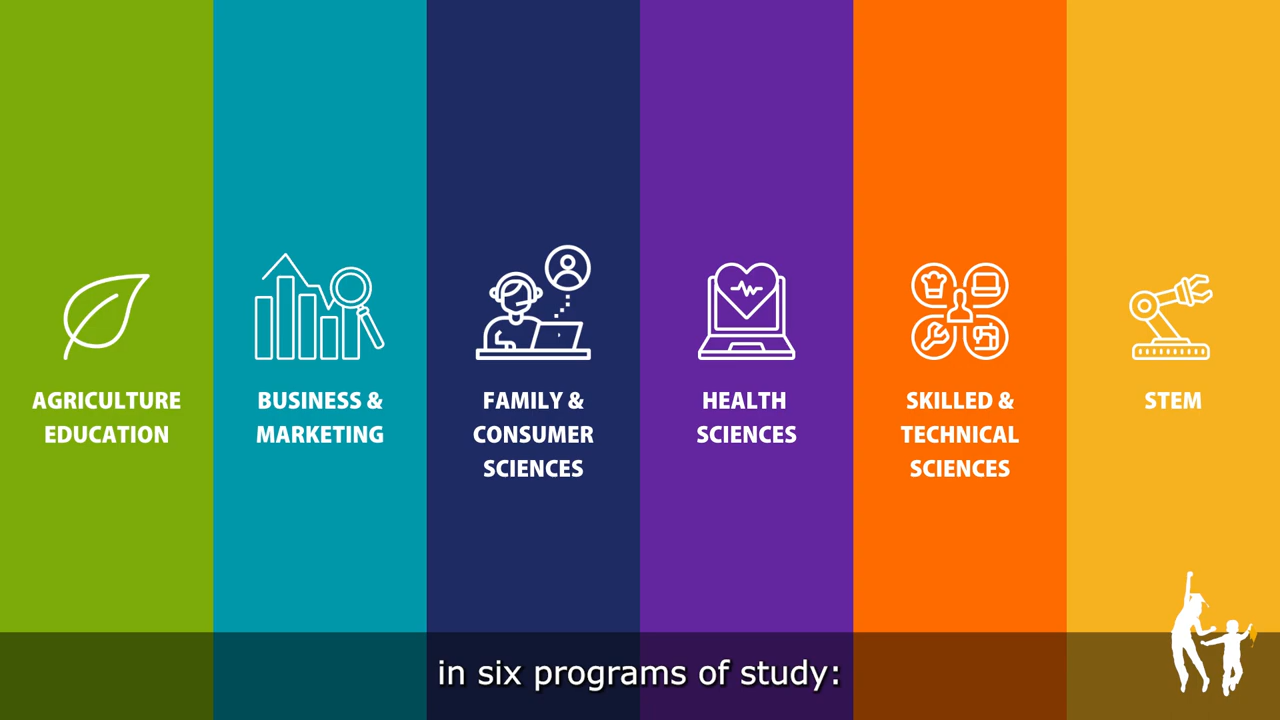 AGRICULTURE
EDUCATION
BUSINESS &
MARKETING
FAMILY &
CONSUMER
SCIENCES
HEALTH
SCIENCES
SKILLED &
TECHNICAL
SCIENCES
STEM
in six programs of study: